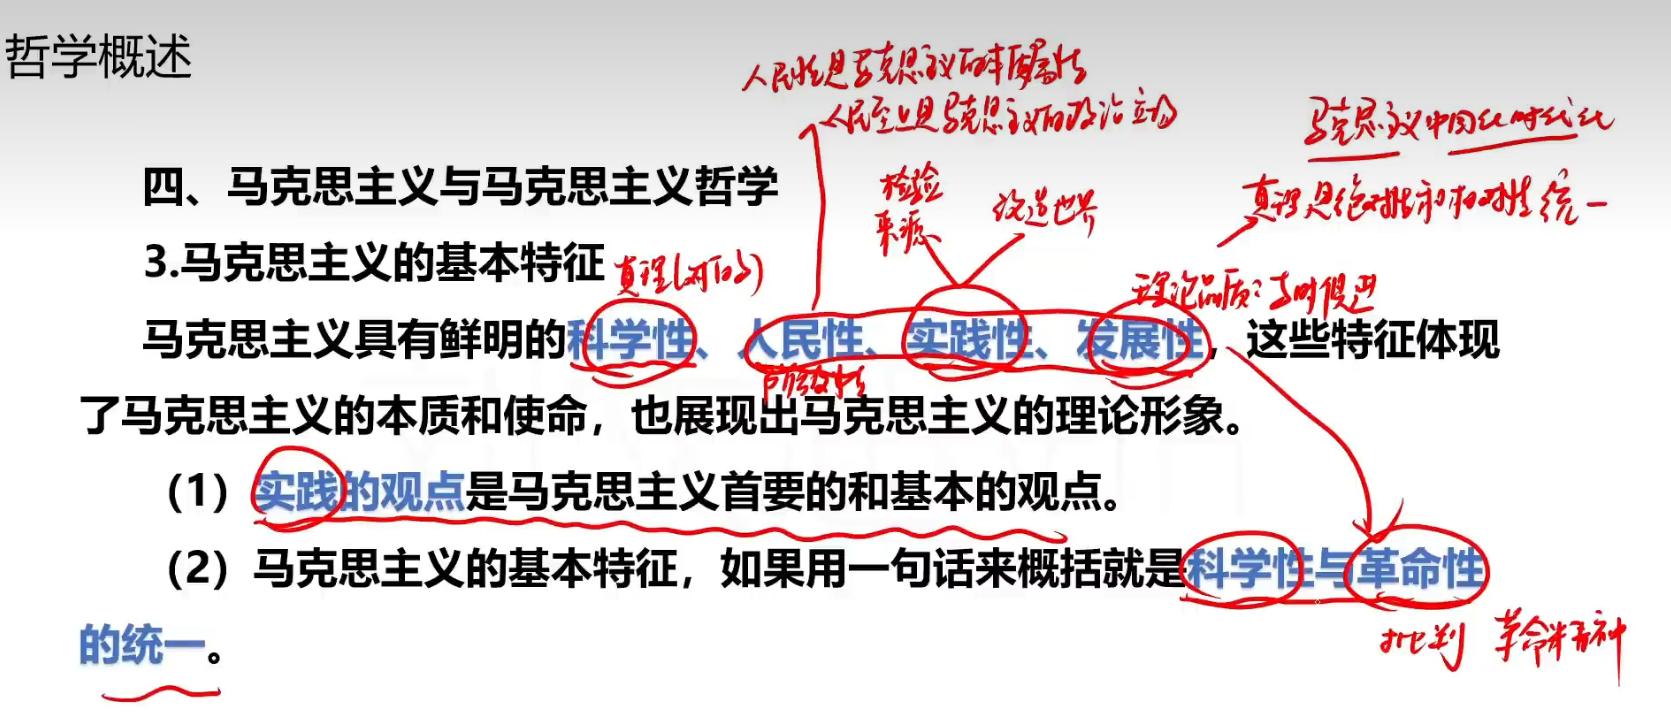 哲学概述
人民性是马克思主义的本质属性
人民至上是马克思主义的政治立场
马克思主义中国化时代化
检验
来源
改造世界
真理是绝对性和相对性统一
四、马克思主义与马克思主义哲学
3.马克思主义的基本特征
真理(对的)
理论品质:与时俱进
马克思主义具有鲜明的科学性、人民性、实践性、发展性，这些特征体现
阶级性
了马克思主义的本质和使命，也展现出马克思主义的理论形象。
（1）实践的观点是马克思主义首要的和基本的观点。
（2）马克思主义的基本特征，如果用一句话来概括就是科学性与革命性
的统一。
批判 革命精神